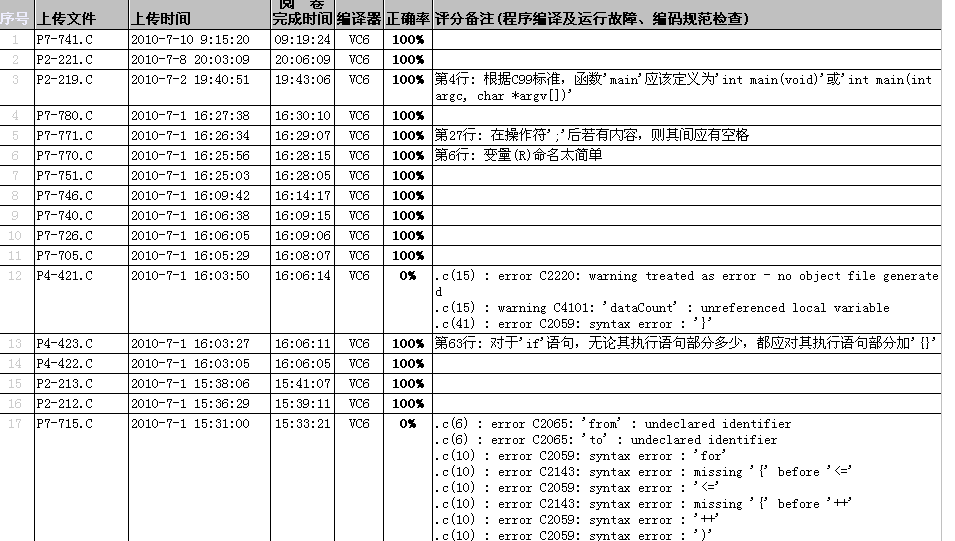 序号 上传文件 上传时间 阅 卷 完成时间 编译器 正确率 评分备注(程序编译及运行故障、编码规范检查)
1 P7-741.C 2010-7-10 9:15:20 09:19:24 VC6 100%
2 P2-221.C 2010-7-8 20:03:09 20:06:09 VC6 100%
3 P2-219.C 2010-7-2 19:40:51 19:43:06 VC6 100% 第4行: 根据C99标准, 函数'main'应该定义为'int main(void)'或'int main(int
argc, char *argv[])'
4 P7-780.C 2010-7-1 16:27:38 16:30:10 VC6 100%
5 P7-771.C 2010-7-1 16:26:34 16:29:07 VC6 100% 第27行: 在操作符';'后若有内容, 则其间应有空格
6 P7-770.C 2010-7-1 16:25:56 16:28:15 VC6 100% 第6行: 变量(R)命名太简单
7 P7-751.C 2010-7-1 16:25:03 16:28:05 VC6 100%
8 P7-746.C 2010-7-1 16:09:42 16:14:17 VC6 100%
9 P7-740.C 2010-7-1 16:06:38 16:09:15 VC6 100%
10 P7-726.C 2010-7-1 16:06:05 16:09:06 VC6 100%
11 P7-705.C 2010-7-1 16:05:29 16:08:07 VC6 100%
12 P4-421.C 2010-7-1 16:03:50 16:06:14 VC6 0% .c(15) : error C2220: warning treated as error - no object file generate
d
.c(15) : warning C4101: 'dataCount' : unreferenced local variable
.c(41) : error C2059: syntax error : '}'
13 P4-423.C 2010-7-1 16:03:27 16:06:11 VC6 100% 第63行: 对于'if'语句, 无论其执行语句部分多少, 都应对其执行语句部分加'{}'
14 P4-422.C 2010-7-1 16:03:05 16:06:05 VC6 100%
15 P2-213.C 2010-7-1 15:38:06 15:41:07 VC6 100%
16 P2-212.C 2010-7-1 15:36:29 15:39:11 VC6 100%
17 P7-715.C 2010-7-1 15:31:00 15:33:21 VC6 0% .c(6) : error C2065: 'from' : undeclared identifier
.c(6) : error C2065: 'to' : undeclared identifier
.c(10) : error C2059: syntax error : 'for'
.c(10) : error C2143: syntax error : missing '{' before '<='
.c(10) : error C2059: syntax error : '<='
.c(10) : error C2143: syntax error : missing '{' before '++'
.c(10) : error C2059: syntax error : '++'
.c(10) : error C2059: syntax error : ')'